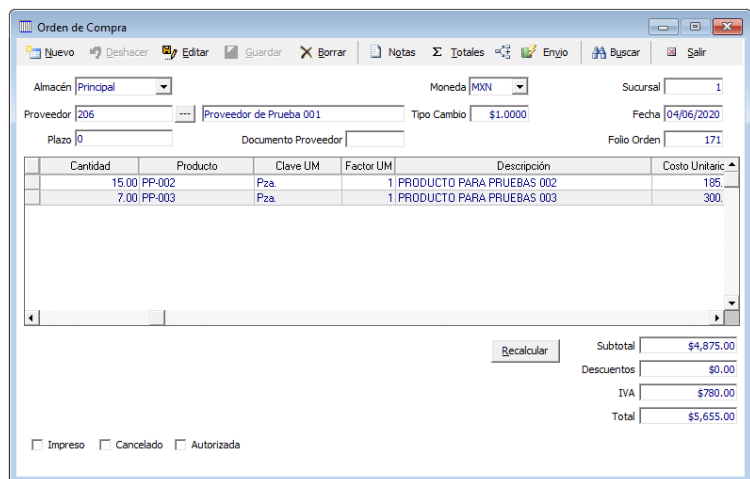 Orden de Compra
Nuevo Deshacer Editar Guardar Borrar Notas Σ Totales Envio Buscar Salir
Almacén Principal Moneda MXN Sucursal 1
Proveedor 206 --- Proveedor de Prueba 001 Tipo Cambio $1.0000 Fecha 04/06/2020
Plazo 0 Documento Proveedor Folio Orden 171
Cantidad Producto Clave UM Factor UM Descripción Costo Unitaric
15.00 PP-002 Pza. 1 PRODUCTO PARA PRUEBAS 002 185.
7.00 PP-003 Pza. 1 PRODUCTO PARA PRUEBAS 003 300.
Recalcular Subtotal $4,875.00
Descuentos $0.00
IVA $780.00
Total $5,655.00
Impreso Cancelado Autorizada